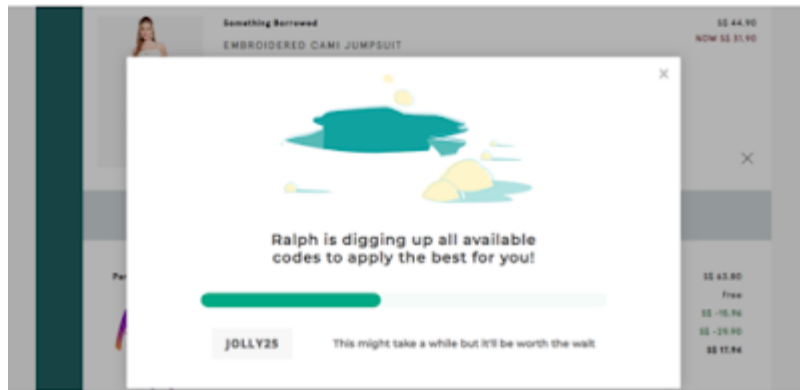 Something Borrowed
S$ 44.90
EMBROIDERED CAMI JUMPSUIT
NOW S$ 31.90
Ralph is digging up all available
codes to apply the best for you!
S$ 63.80
Free
S$ -15.96
S$ -29.90
S$ 17.94
JOLLY25
This might take a while but it'll be worth the wait